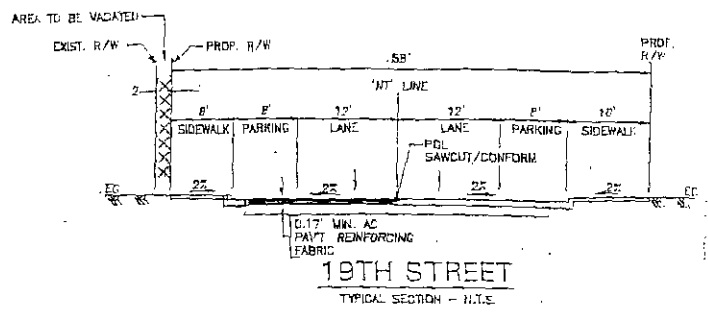 AREA TO BE VACATED
EXIST. R/W
PROP. R/W
PROP. R/W
58'
2
'NT' LINE
8' 8' 12' 12' 8' 10'
SIDEWALK PARKING LANE LANE PARKING SIDEWALK
PGL
SAWCUT/CONFORM
EG 2% 2% 2% 2% EG
0.17' MIN. AC
PAV'T REINFORCING
FABRIC
19TH STREET
TYPICAL SECTION - N.T.S.